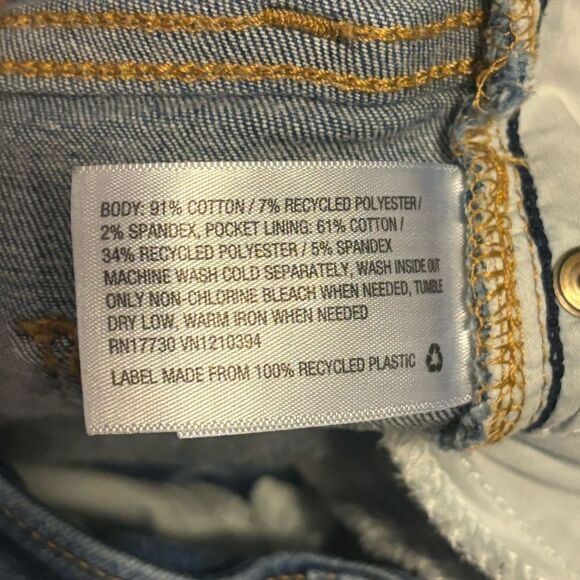 BODY: 91% COTTON / 7% RECYCLED POLYESTER /
2% SPANDEX, POCKET LINING: 61% COTTON /
34% RECYCLED POLYESTER / 5% SPANDEX
MACHINE WASH COLD SEPARATELY, WASH INSIDE OUT
ONLY NON-CHLORINE BLEACH WHEN NEEDED, TUMBLE
DRY LOW, WARM IRON WHEN NEEDED
RN17730 VN1210394
LABEL MADE FROM 100% RECYCLED PLASTIC